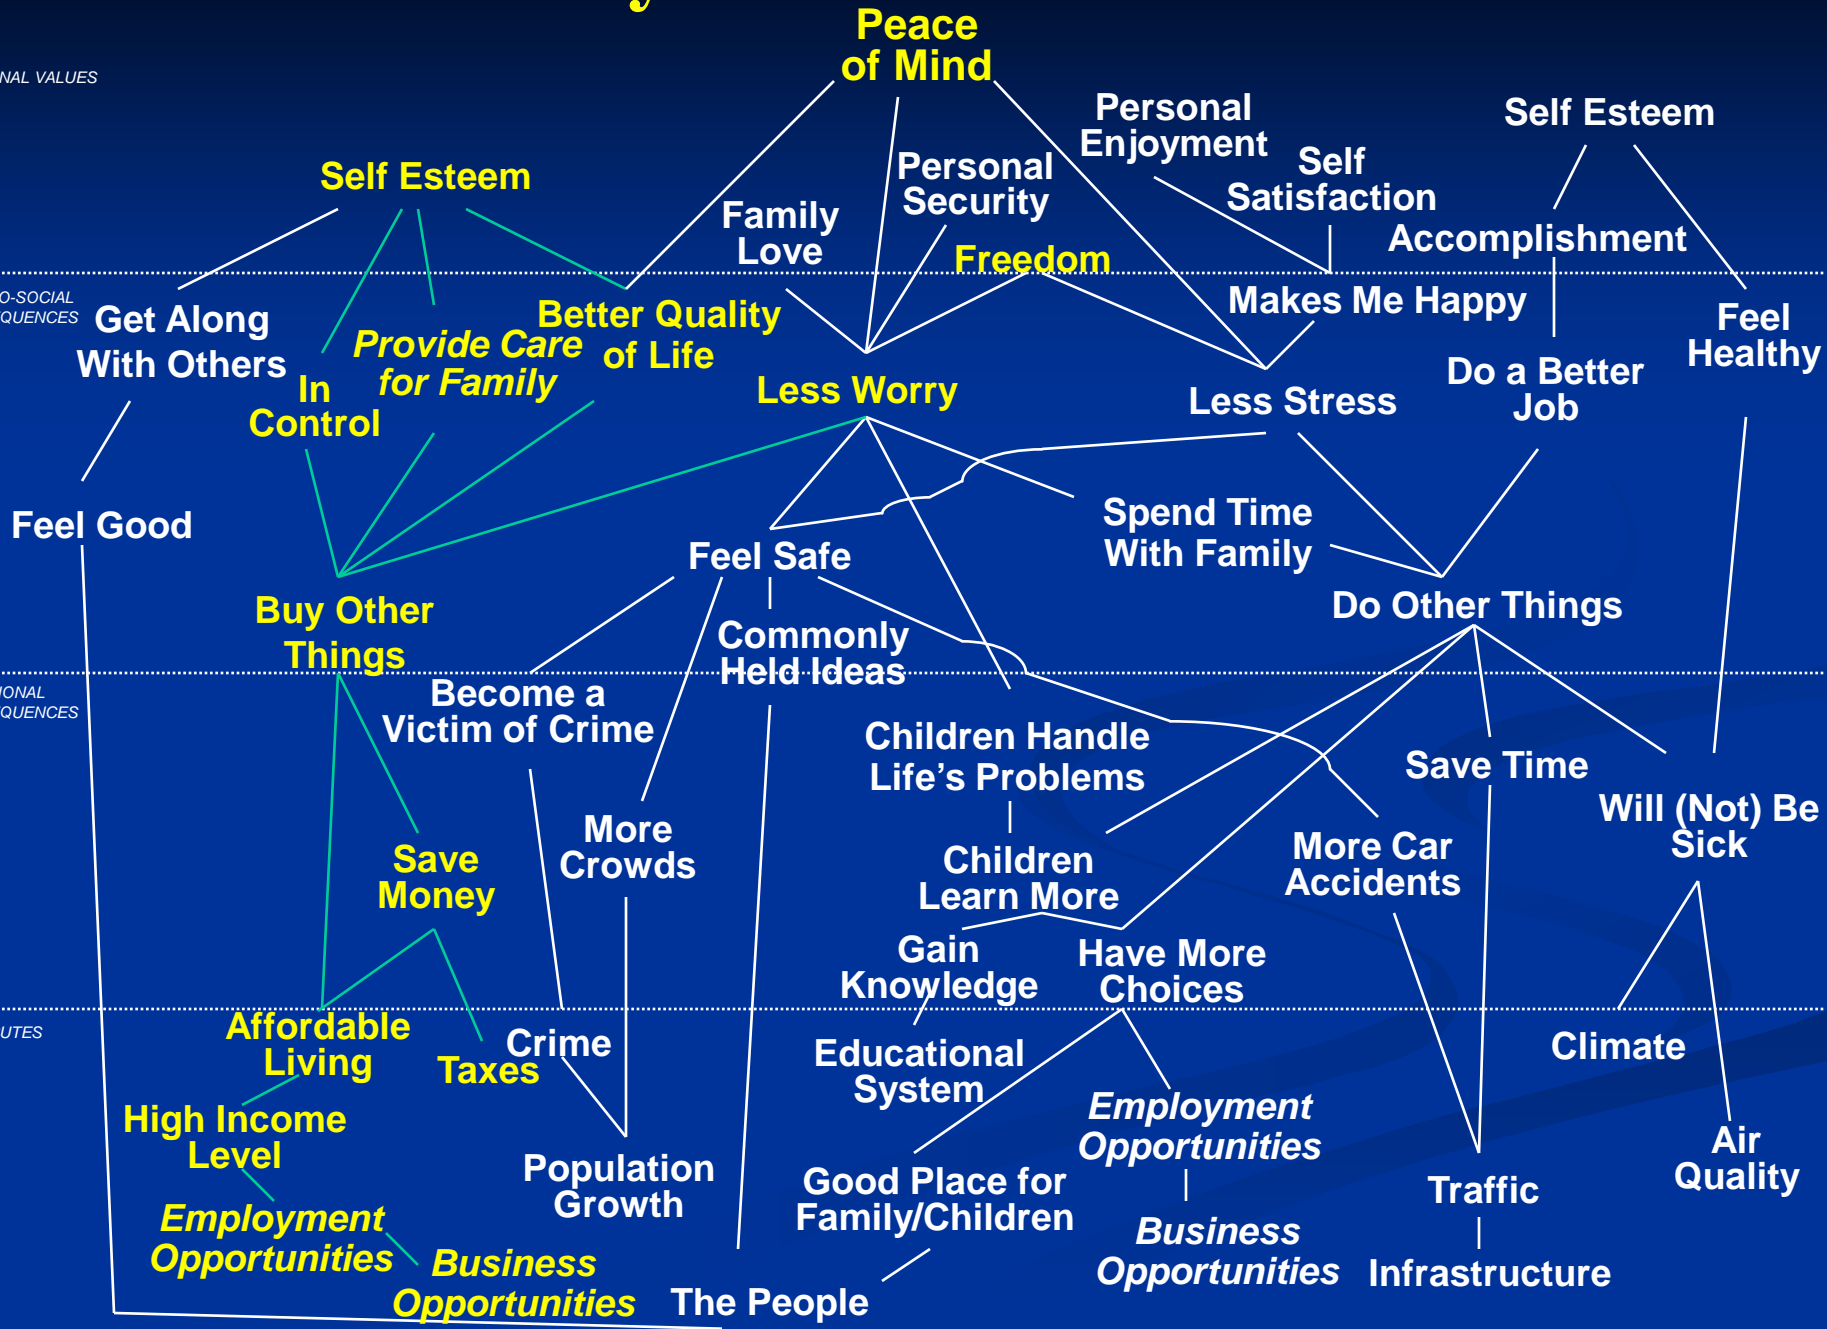 Peace
of Mind
NAL VALUES
Personal
Enjoyment
Self Esteem
Self
Satisfaction
Self Esteem
Personal
Security
Family
Love
Accomplishment
Freedom
O-SOCIAL
QUENCES
Get Along
With Others
Provide Care
for Family
Better Quality
of Life
Makes Me Happy
Feel
Healthy
In
Control
Less Worry
Less Stress
Do a Better
Job
Feel Good
Spend Time
With Family
Feel Safe
Buy Other
Things
Do Other Things
Commonly
Held Ideas
IONAL
QUENCES
Become a
Victim of Crime
Children Handle
Life's Problems
Save Time
Will (Not) Be
Sick
More
Crowds
More Car
Accidents
Save
Money
Children
Learn More
Gain
Knowledge
Have More
Choices
UTES
Affordable
Living
Taxes
Crime
Educational
System
Climate
High Income
Level
Employment
Opportunities
Air
Quality
Population
Growth
Good Place for
Family/Children
Traffic
Employment
Opportunities
Business
Opportunities
Business
Opportunities
The People
Infrastructure